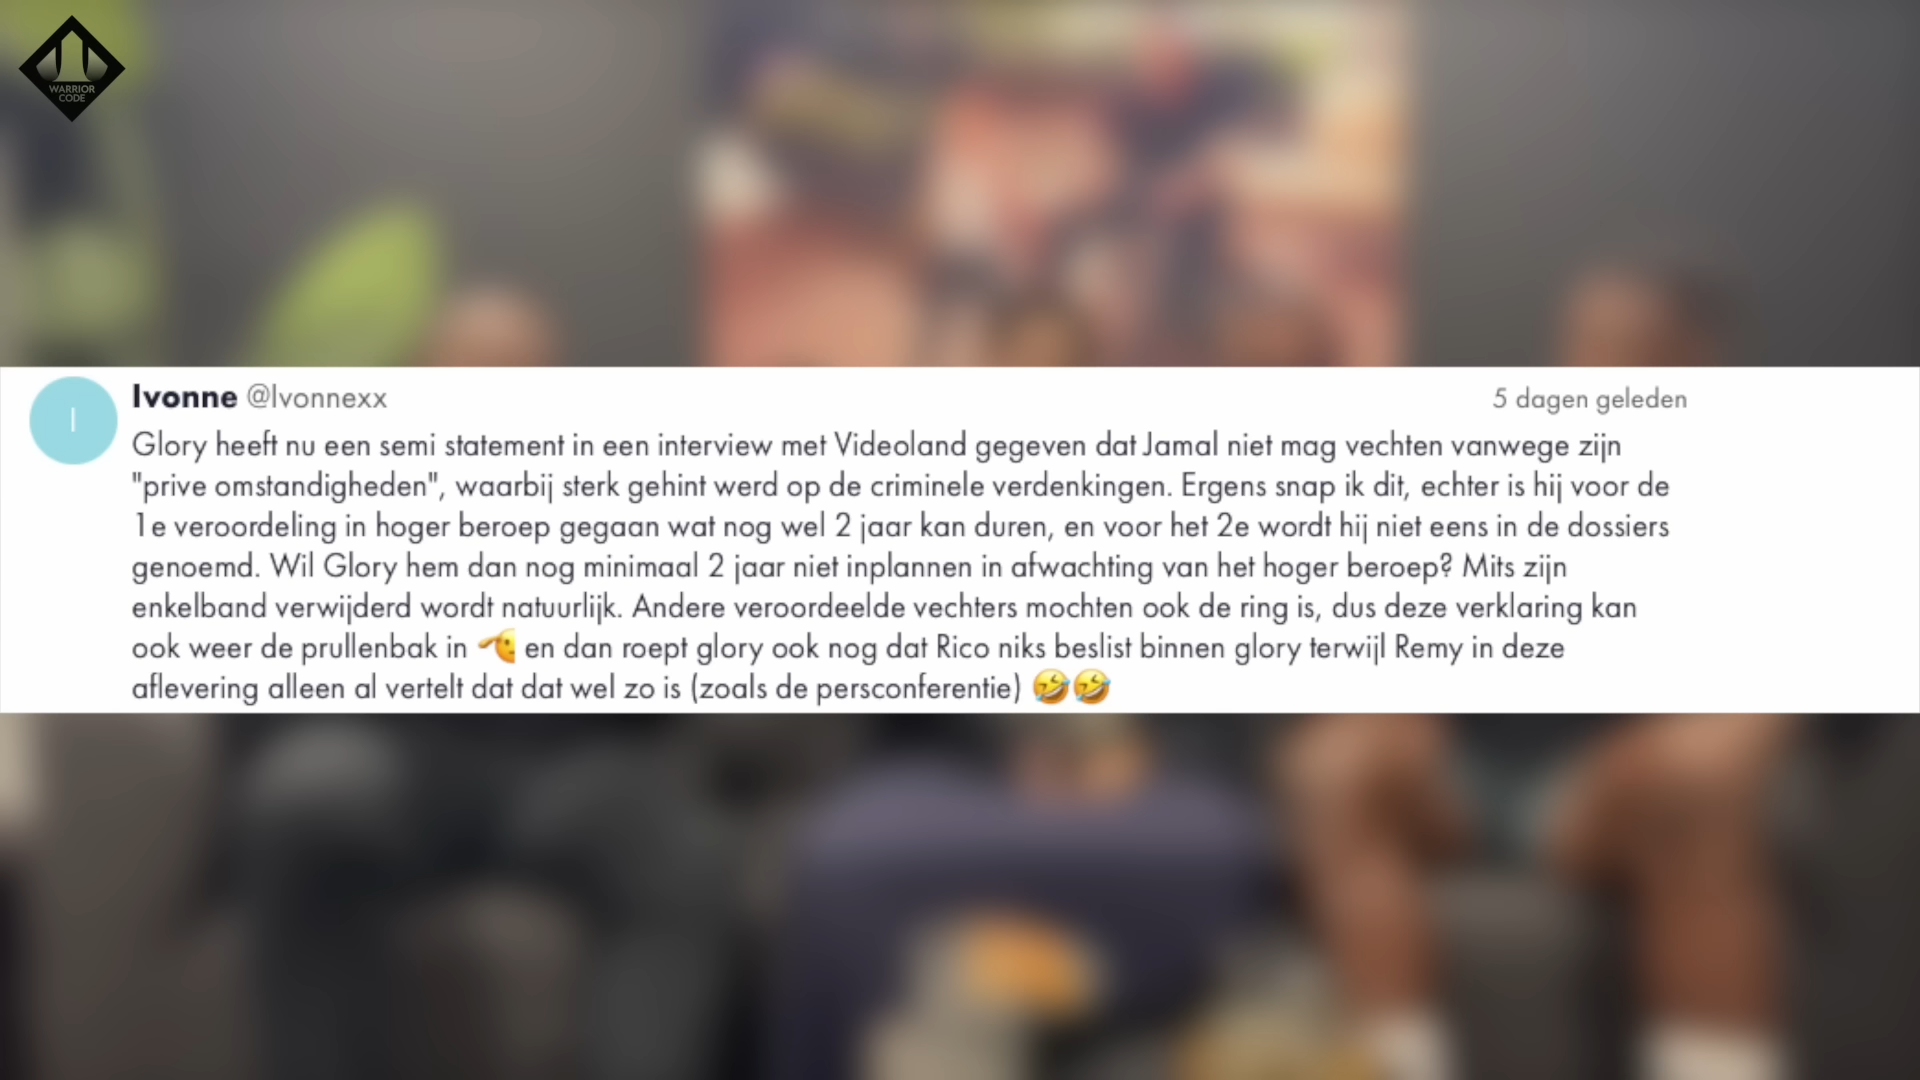 WARRIOR
CODE
I
Ivonne @Ivonnexx
5 dagen geleden
Glory heeft nu een semi statement in een interview met Videoland gegeven dat Jamal niet mag vechten vanwege zijn
"prive omstandigheden", waarbij sterk gehint werd op de criminele verdenkingen. Ergens snap ik dit, echter is hij voor de
1e veroordeling in hoger beroep gegaan wat nog wel 2 jaar kan duren, en voor het 2e wordt hij niet eens in de dossiers
genoemd. Wil Glory hem dan nog minimaal 2 jaar niet inplannen in afwachting van het hoger beroep? Mits zijn
enkelband verwijderd wordt natuurlijk. Andere veroordeelde vechters mochten ook de ring is, dus deze verklaring kan
ook weer de prullenbak in 🫡 en dan roept glory ook nog dat Rico niks beslist binnen glory terwijl Remy in deze
aflevering alleen al vertelt dat dat wel zo is (zoals de persconferentie) 🤣🤣